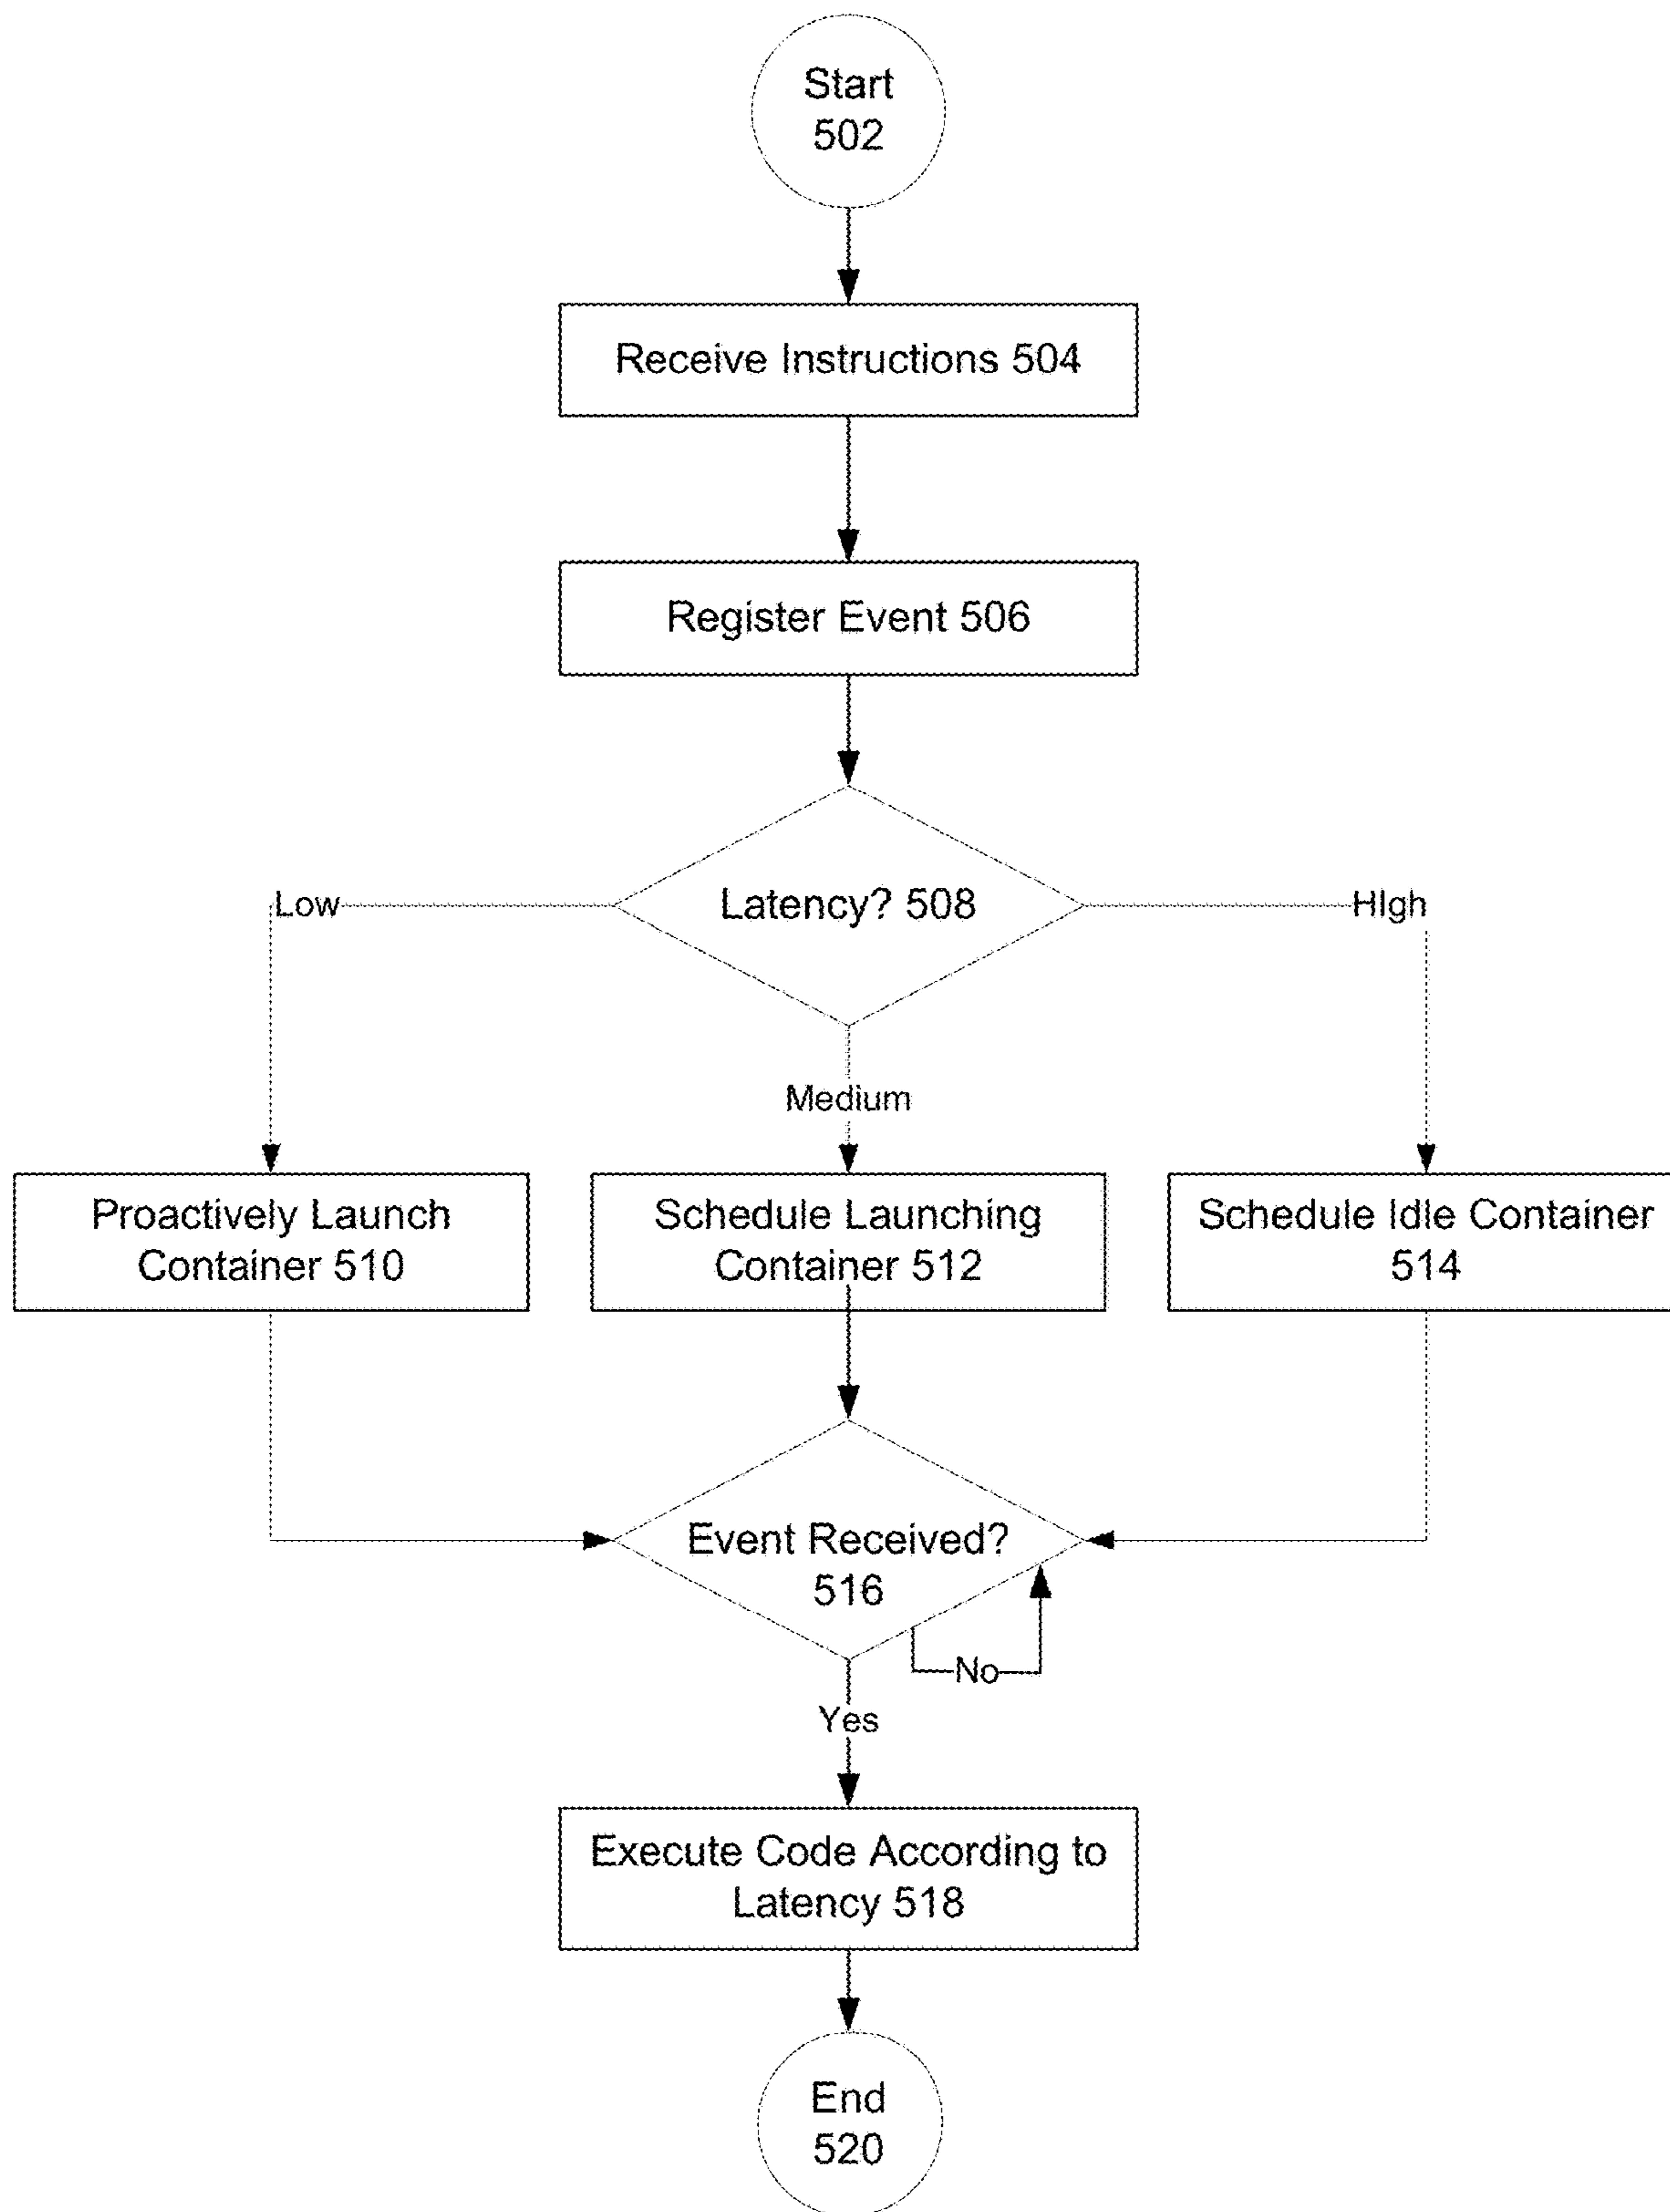 Start
502
Receive Instructions 504
Register Event 506
Latency? 508
Low
HIgh
Medium
Proactively Launch
Container 510
Schedule Launching
Container 512
Schedule Idle Container
514
Event Received?
516
No
Yes
Execute Code According to
Latency 518
End
520